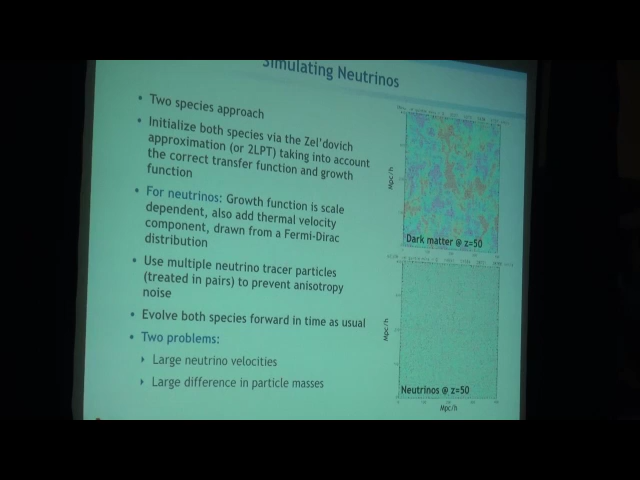 Simulating Neutrinos
• Two species approach
• Initialize both species via the Zel'dovich
approximation (or 2LPT) taking into account
the correct transfer function and growth
function
• For neutrinos: Growth function is scale
dependent, also add thermal velocity
component, drawn from a Fermi-Dirac
distribution
• Use multiple neutrino tracer particles
(treated in pairs) to prevent anisotropy
noise
• Evolve both species forward in time as usual
• Two problems:
Large neutrino velocities
Large difference in particle masses
Mpc/h
Dark matter @ z=50
Mpc/h
Neutrinos @ z=50
Mpc/h